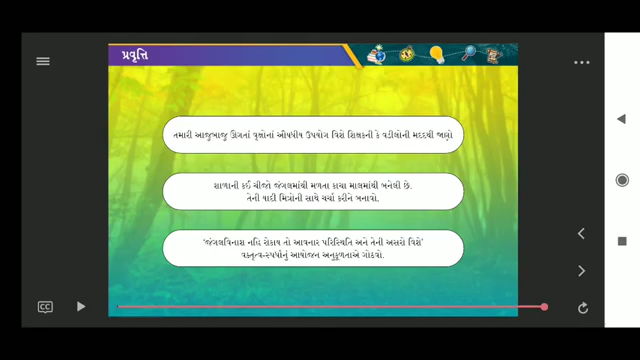 પ્રવૃત્તિ
તમારી આજુબાજુ ઊગતાં વૃક્ષોનાં ઔષધીય ઉપયોગ વિશે શિક્ષકની કે વડીલોની મદદથી જાણો
શાળાની કઈ ચીજો જંગલમાંથી મળતા કાચા માલમાંથી બનેલી છે.
તેની યાદી મિત્રોની સાથે ચર્ચા કરીને બનાવો.
'જંગલવિનાશ નહિ રોકાય તો આવનાર પરિસ્થિતિ અને તેની અસરો વિશે'
વક્તૃત્વ-સ્પર્ધાનું આયોજન અનુકૂળતાએ ગોઠવો.
CC